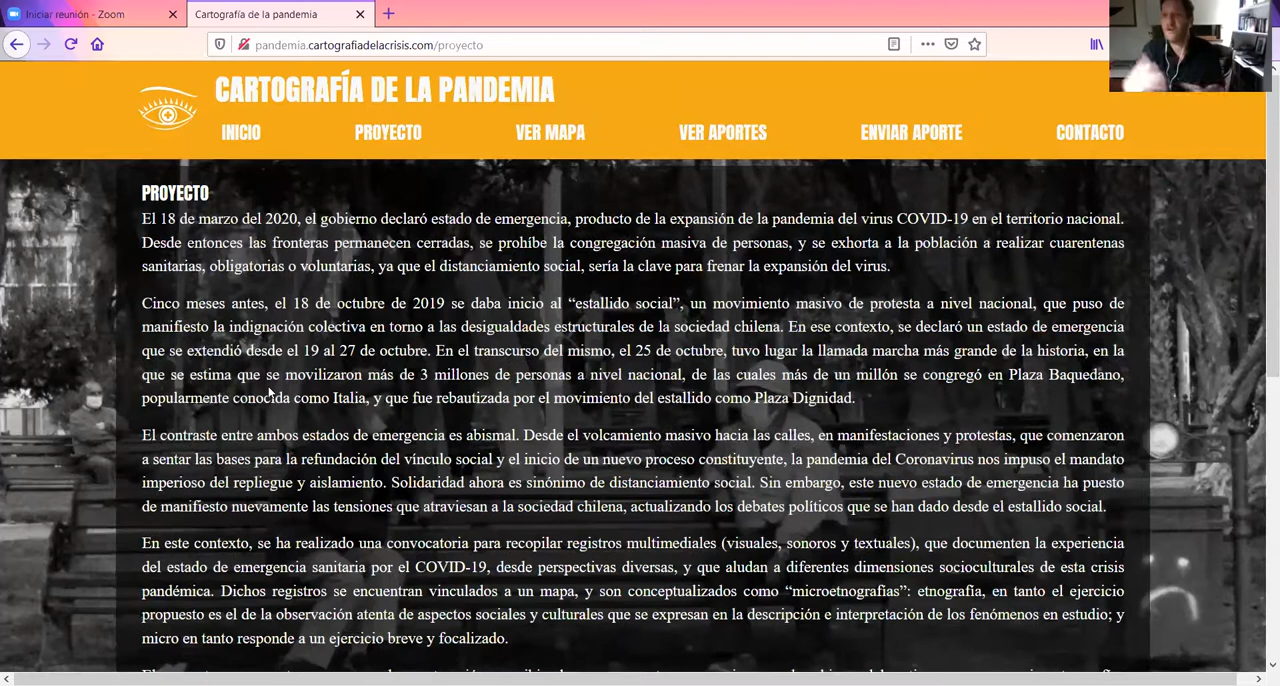 Iniciar reunión - Zoom
Cartografía de la pandemia
pandemia.cartografiadelacrisis.com/proyecto
CARTOGRAFÍA DE LA PANDEMIA
INICIO PROYECTO VER MAPA VER APORTES ENVIAR APORTE CONTACTO
PROYECTO
El 18 de marzo del 2020, el gobierno declaró estado de emergencia, producto de la expansión de la pandemia del virus COVID-19 en el territorio nacional.
Desde entonces las fronteras permanecen cerradas, se prohíbe la congregación masiva de personas, y se exhorta a la población a realizar cuarentenas
sanitarias, obligatorias o voluntarias, ya que el distanciamiento social, sería la clave para frenar la expansión del virus.
Cinco meses antes, el 18 de octubre de 2019 se daba inicio al “estallido social”, un movimiento masivo de protesta a nivel nacional, que puso de
manifiesto la indignación colectiva en torno a las desigualdades estructurales de la sociedad chilena. En ese contexto, se declaró un estado de emergencia
que se extendió desde el 19 al 27 de octubre. En el transcurso del mismo, el 25 de octubre, tuvo lugar la llamada marcha más grande de la historia, en la
que se estima que se movilizaron más de 3 millones de personas a nivel nacional, de las cuales más de un millón se congregó en Plaza Baquedano,
popularmente conocida como Italia, y que fue rebautizada por el movimiento del estallido como Plaza Dignidad.
El contraste entre ambos estados de emergencia es abismal. Desde el volcamiento masivo hacia las calles, en manifestaciones y protestas, que comenzaron
a sentar las bases para la refundación del vínculo social y el inicio de un nuevo proceso constituyente, la pandemia del Coronavirus nos impuso el mandato
imperioso del repliegue y aislamiento. Solidaridad ahora es sinónimo de distanciamiento social. Sin embargo, este nuevo estado de emergencia ha puesto
de manifiesto nuevamente las tensiones que atraviesan a la sociedad chilena, actualizando los debates políticos que se han dado desde el estallido social.
En este contexto, se ha realizado una convocatoria para recopilar registros multimediales (visuales, sonoros y textuales), que documenten la experiencia
del estado de emergencia sanitaria por el COVID-19, desde perspectivas diversas, y que aludan a diferentes dimensiones socioculturales de esta crisis
pandémica. Dichos registros se encuentran vinculados a un mapa, y son conceptualizados como “microetnografías”: etnografía, en tanto el ejercicio
propuesto es el de la observación atenta de aspectos sociales y culturales que se expresan en la descripción e interpretación de los fenómenos en estudio; y
micro en tanto responde a un ejercicio breve y focalizado.